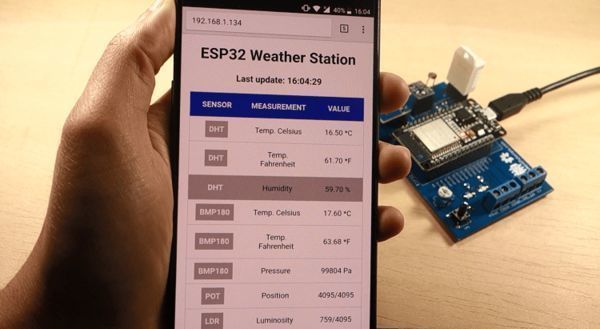 40% 16:04
192.168.1.134
ESP32 Weather Station
Last update: 16:04:29
SENSOR MEASUREMENT VALUE
DHT Temp. Celsius 16.50 *C
DHT Temp. Fahrenheit 61.70 *F
DHT Humidity 59.70 %
BMP180 Temp. Celsius 17.60 *C
BMP180 Temp. Fahrenheit 63.68 *F
BMP180 Pressure 99804 Pa
POT Position 4095/4095
LDR Luminosity 759/4095